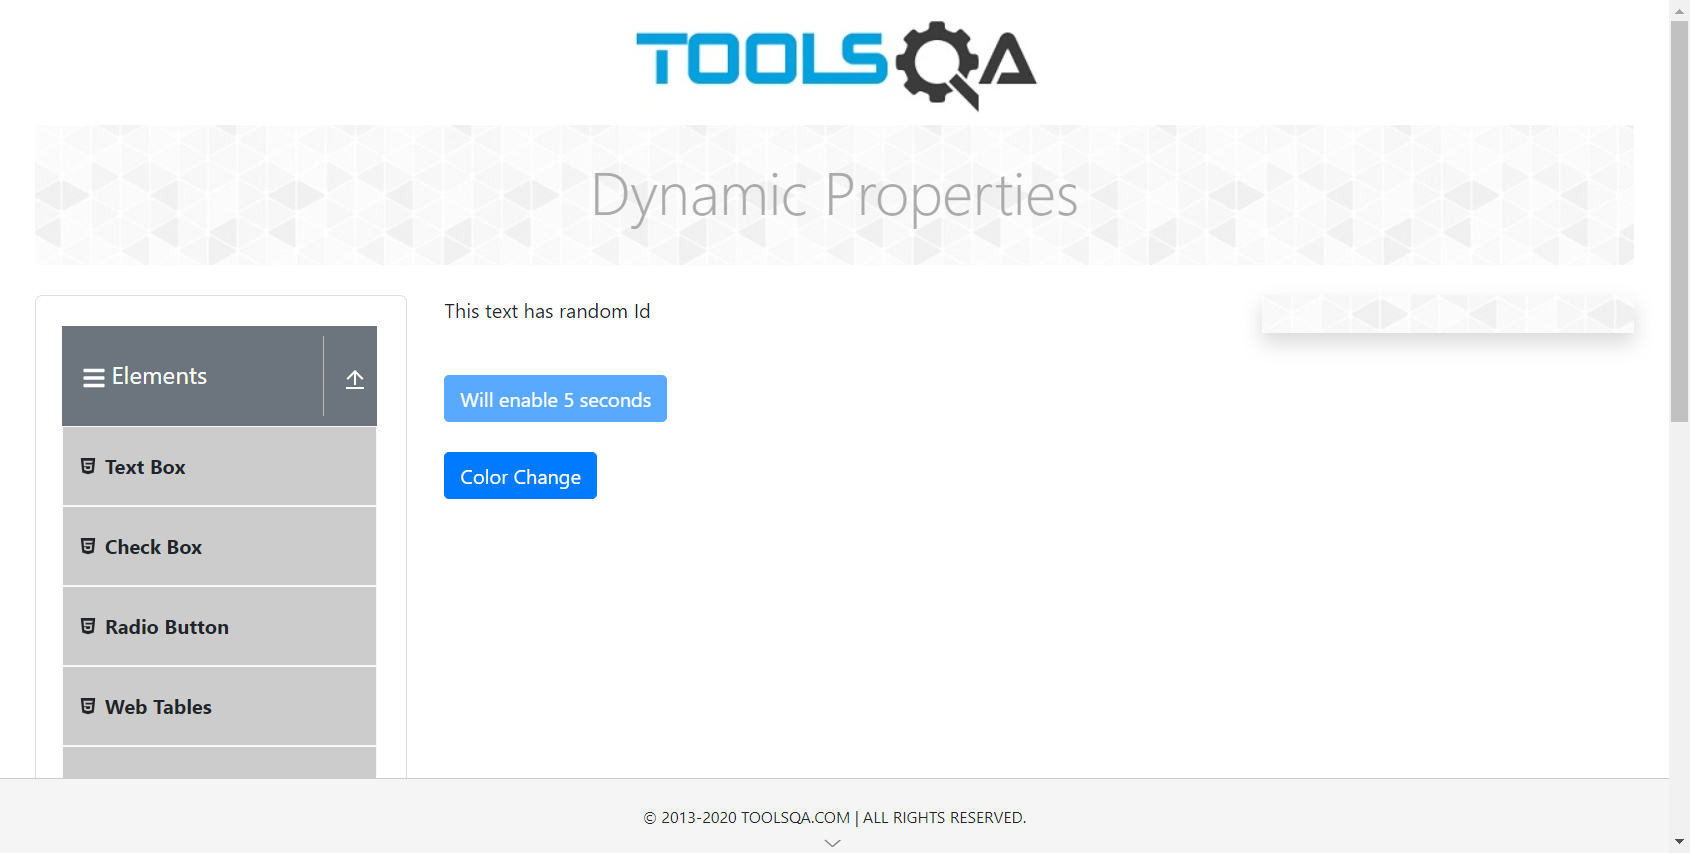 TOOLSQA
Dynamic Properties
Elements
Text Box
Check Box
Radio Button
Web Tables
This text has random Id
Will enable 5 seconds
Color Change
© 2013-2020 TOOLSQA.COM | ALL RIGHTS RESERVED.